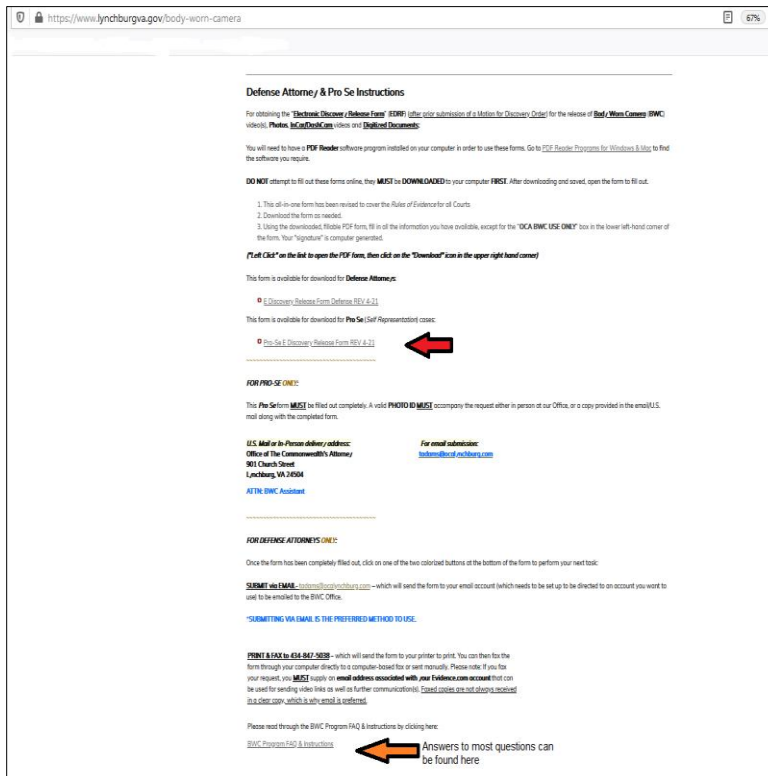 https://www.lynchburgva.gov/body-worn-camera
67%
Defense Attorney & Pro Se Instructions
For obtaining the "Electronic Discovery Release Form" (EDRF) (after prior submission of a Motion for Discovery Order) for the release of Body Worn Camera (BWC)
video(s), Photos, InCar/DashCam videos and Digitized Documents:
You will need to have a PDF Reader software program installed on your computer in order to use these forms. Go to PDF Reader Programs for Windows & Mac to find
the software you require.
DO NOT attempt to fill out these forms online, they MUST be DOWNLOADED to your computer FIRST. After downloading and saved, open the form to fill out.
1. This all-in-one form has been revised to cover the Rules of Evidence for all Courts
2. Download the form as needed.
3. Using the downloaded, fillable PDF form, fill in all the information you have available, except for the "OCA BWC USE ONLY" box in the lower left-hand corner of
the form. Your "signature" is computer generated.
("Left Click" on the link to open the PDF form, then click on the "Download" icon in the upper right hand corner)
This form is available for download for Defense Attorneys:
E Discovery Release Form Defense REV 4-21
This form is available for download for Pro Se (Self Representation) cases:
Pro-Se E Discovery Release Form REV 4-21
~~~~~~~~~~~~~~~~~~~~~~~~~~~~~~
FOR PRO-SE ONLY:
This Pro Se form MUST be filled out completely. A valid PHOTO ID MUST accompany the request either in person at our Office, or a copy provided in the email/U.S.
mail along with the completed form.
U.S. Mail or In-Person delivery address:
For email submission:
Office of The Commonwealth's Attorney
tadams@ocalynchburg.com
901 Church Street
Lynchburg, VA 24504
ATTN: BWC Assistant
~~~~~~~~~~~~~~~~~~~~~~~~~~~~~~
FOR DEFENSE ATTORNEYS ONLY:
Once the form has been completely filled out, click on one of the two colorized buttons at the bottom of the form to perform your next task:
SUBMIT via EMAIL- tadams@ocalynchburg.com – which will send the form to your email account (which needs to be set up to be directed to an account you want to
use) to be emailed to the BWC Office.
*SUBMITTING VIA EMAIL IS THE PREFERRED METHOD TO USE.
PRINT & FAX to 434-847-5038 – which will send the form to your printer to print. You can then fax the
form through your computer directly to a computer-based fax or sent manually. Please note: If you fax
your request, you MUST supply an email address associated with your Evidence.com account that can
be used for sending video links as well as further communication(s). Faxed copies are not always received
in a clear copy, which is why email is preferred.
Please read through the BWC Program FAQ & Instructions by clicking here:
BWC Program FAQ & Instructions
Answers to most questions can
be found here